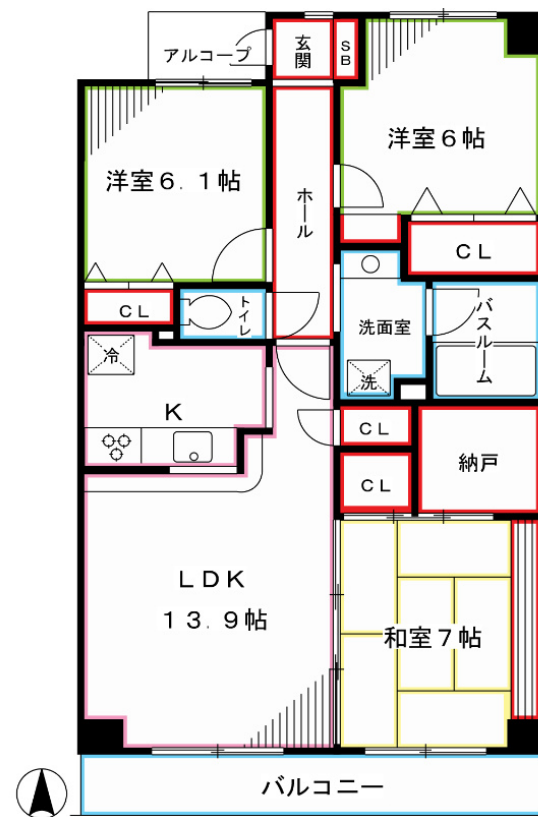 アルコープ
玄関
SB
洋室6帖
洋室6.1帖
ホール
CL
CL
トイレ
洗面室
バスルーム
冷
K
洗
CL
納戸
CL
LDK
13.9帖
和室7帖
バルコニー